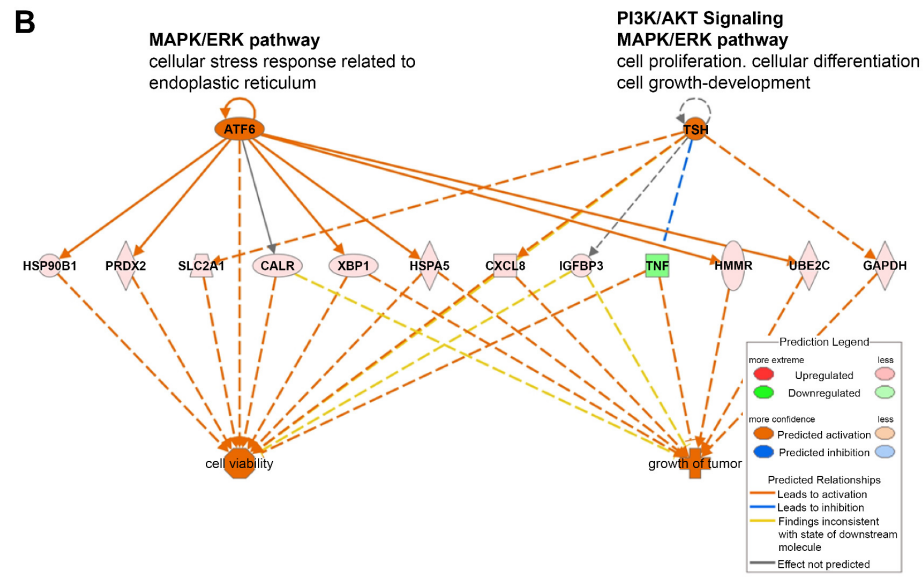 B
MAPK/ERK pathway
cellular stress response related to
endoplastic reticulum
PI3K/AKT Signaling
MAPK/ERK pathway
cell proliferation. cellular differentiation
cell growth-development
ATF6
TSH
HSP90B1
PRDX2
SLC2A1
CALR
XBP1
HSPA5
CXCL8
IGFBP3
TNF
HMMR
UBE2C
GAPDH
cell viability
growth of tumor
Prediction Legend
more extreme
less
Upregulated
Downregulated
more confidence
less
Predicted activation
Predicted inhibition
Predicted Relationships
Leads to activation
Leads to inhibition
Findings inconsistent
with state of downstream
molecule
Effect not predicted